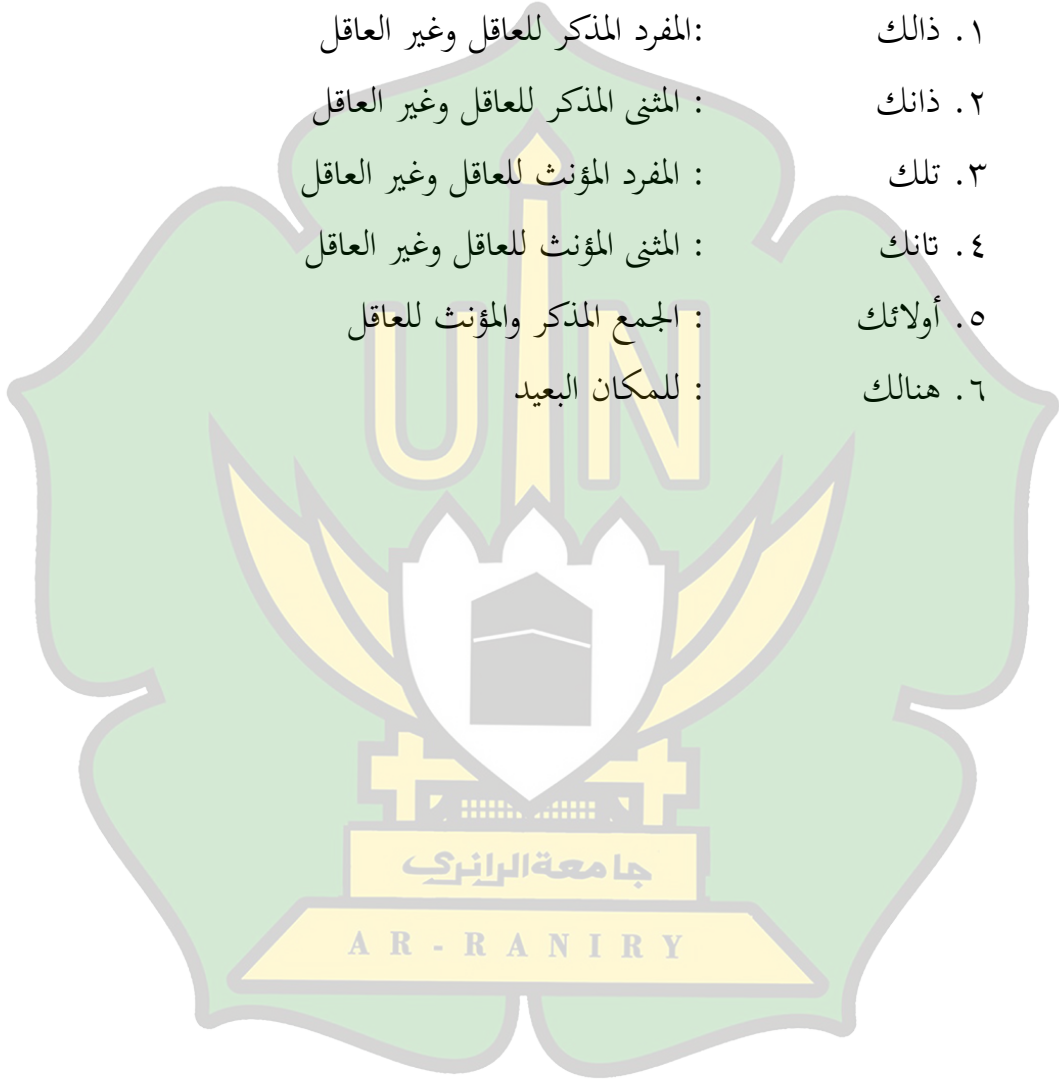 ١. ذالك :المفرد المذكر للعاقل وغير العاقل
٢. ذانك : المثنى المذكر للعاقل وغير العاقل
٣. تلك : المفرد المؤنث للعاقل وغير العاقل
٤. تانك : المثنى المؤنث للعاقل وغير العاقل
٥. أولائك : الجمع المذكر والمؤنث للعاقل
٦. هنالك : للمكان البعيد
UIN
جامعة الرانري
AR-RANIRY